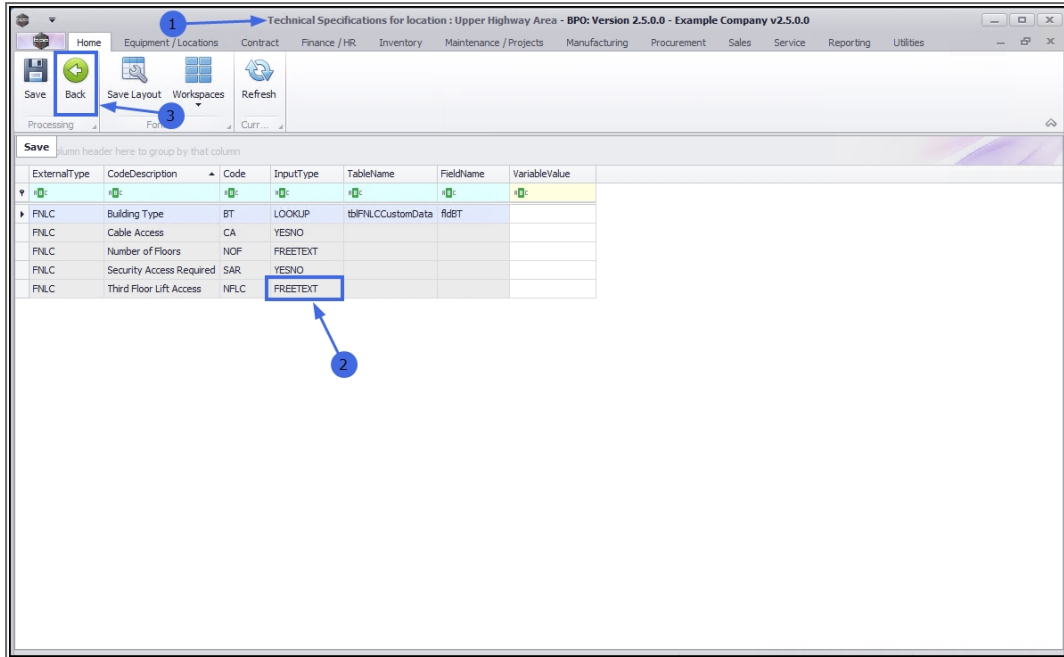 1
Technical Specifications for location : Upper Highway Area - BPO: Version 2.5.0.0 - Example Company v2.5.0.0
Home Equipment / Locations Contract Finance / HR Inventory Maintenance / Projects Manufacturing Procurement Sales Service Reporting Utilities
Save Back Save Layout Workspaces Refresh
3
Processing For Curr...
Save olumn header here to group by that column
ExternalType CodeDescription Code InputType TableName FieldName VariableValue
FNLC Building Type BT LOOKUP tblFNLCCustomData fldBT
FNLC Cable Access CA YESNO
FNLC Number of Floors NOF FREETEXT
FNLC Security Access Required SAR YESNO
FNLC Third Floor Lift Access NFLC FREETEXT
2